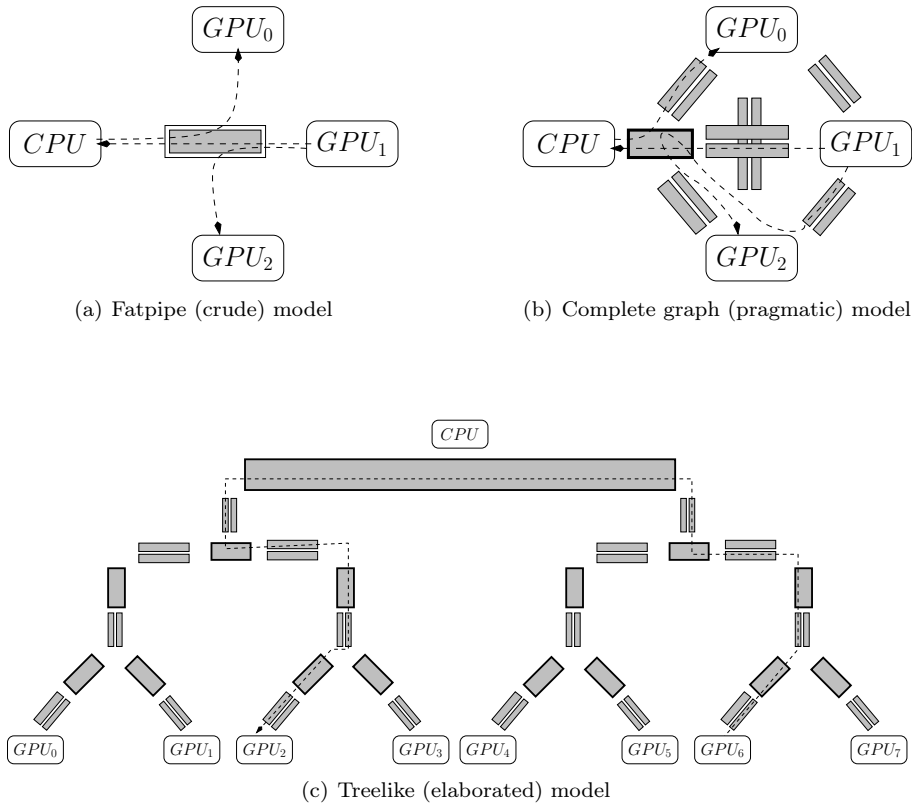 GPU0
CPU
GPU1
GPU2
(a) Fatpipe (crude) model
GPU0
CPU
GPU1
GPU2
(b) Complete graph (pragmatic) model
CPU
GPU0
GPU1
GPU2
GPU3
GPU4
GPU5
GPU6
GPU7
(c) Treelike (elaborated) model